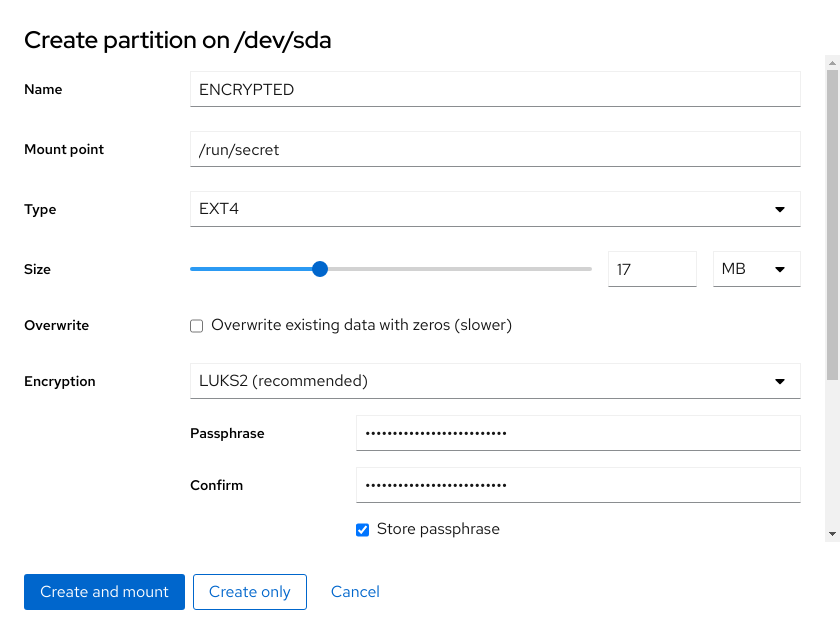 Create partition on /dev/sda
Name ENCRYPTED
Mount point /run/secret
Type EXT4
Size 17 MB
Overwrite Overwrite existing data with zeros (slower)
Encryption LUKS2 (recommended)
Passphrase ••••••••••••••••••••••••••
Confirm ••••••••••••••••••••••••••
Store passphrase
Create and mount Create only Cancel